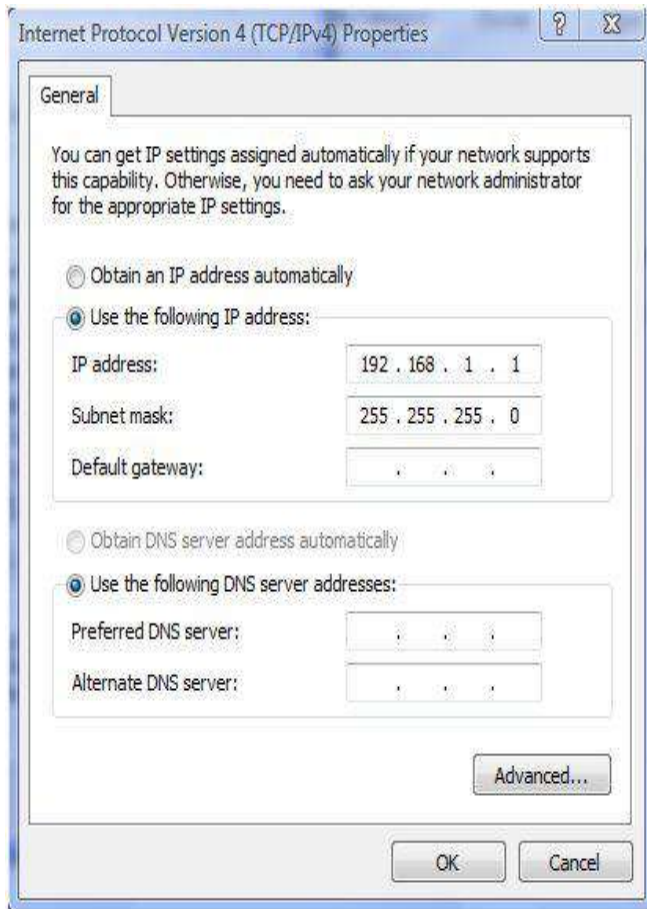 Internet Protocol Version 4 (TCP/IPv4) Properties
General
You can get IP settings assigned automatically if your network supports
this capability. Otherwise, you need to ask your network administrator
for the appropriate IP settings.
Obtain an IP address automatically
Use the following IP address:
IP address: 192 . 168 . 1 . 1
Subnet mask: 255 . 255 . 255 . 0
Default gateway: . . .
Obtain DNS server address automatically
Use the following DNS server addresses:
Preferred DNS server: . . .
Alternate DNS server: . . .
Advanced...
OK Cancel